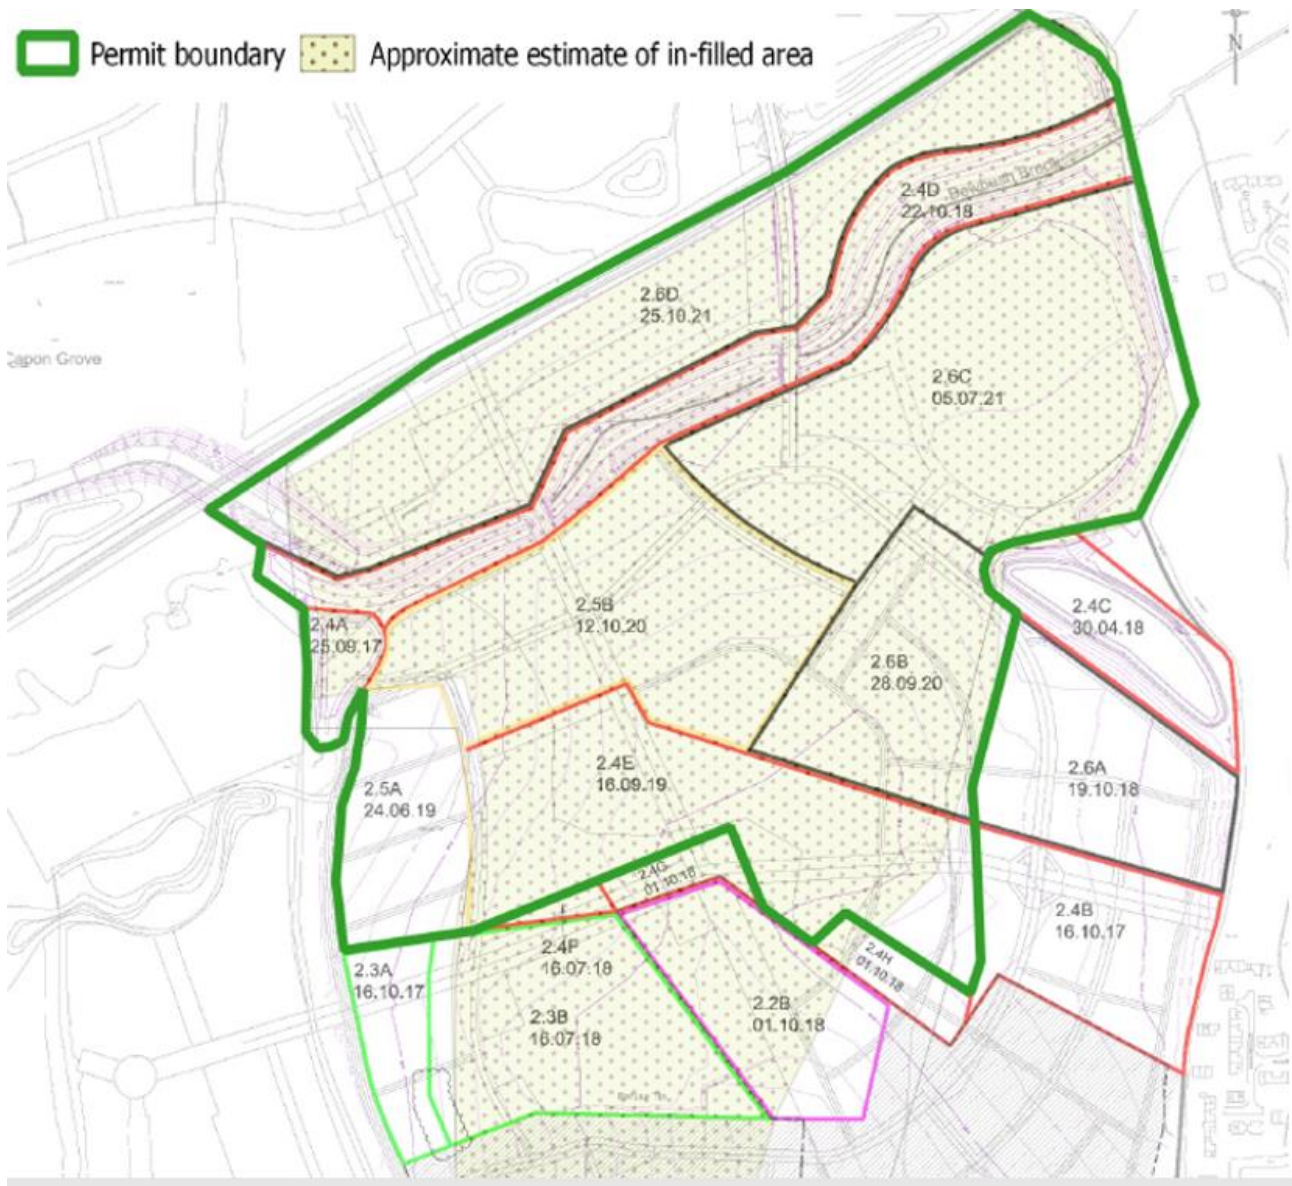 Permit boundary
Approximate estimate of in-filled area
N
2.4D
22.10.18
2.6D
25.10.21
Capon Grove
2.6C
05.07.21
2.5B
12.10.20
2.4A
25.09.17
2.4C
30.04.18
2.6B
28.09.20
2.4E
16.09.19
2.5A
24.06.19
2.6A
19.10.18
2.4G
01.10.18
2.4B
16.10.17
2.4F
16.07.18
2.4H
01.10.18
2.3A
16.10.17
2.2B
01.10.18
2.3B
16.07.18